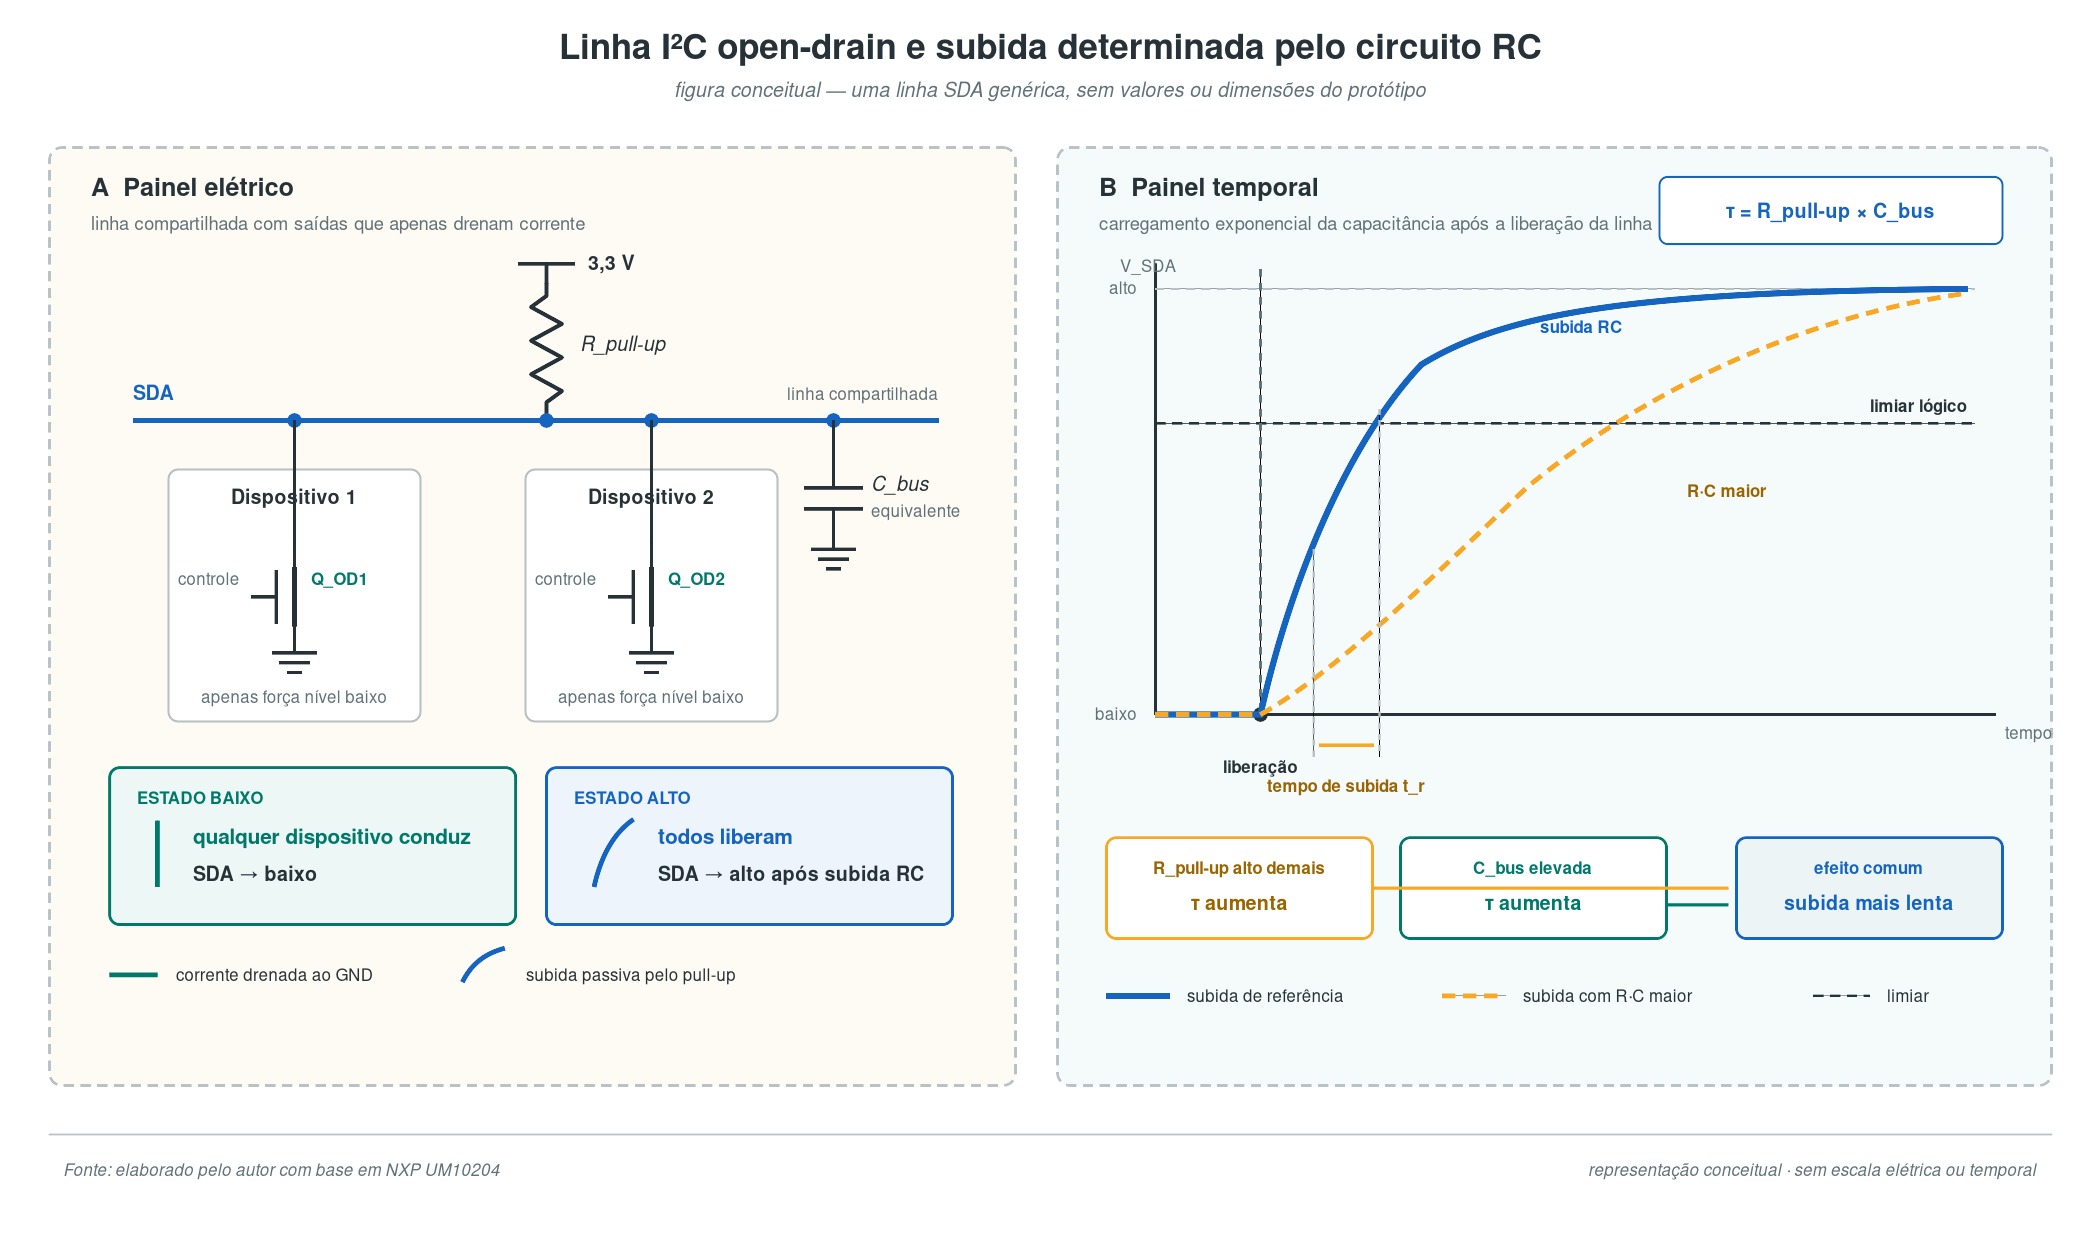 Linha I²C open-drain e subida determinada pelo circuito RC
figura conceitual — uma linha SDA genérica, sem valores ou dimensões do protótipo
A Painel elétrico
linha compartilhada com saídas que apenas drenam corrente
3,3 V
R_pull-up
SDA
linha compartilhada
Dispositivo 1
Dispositivo 2
C_bus
equivalente
controle
Q_OD1
controle
Q_OD2
apenas força nível baixo
apenas força nível baixo
ESTADO BAIXO
qualquer dispositivo conduz
SDA → baixo
ESTADO ALTO
todos liberam
SDA → alto após subida RC
corrente drenada ao GND
subida passiva pelo pull-up
B Painel temporal
carregamento exponencial da capacitância após a liberação da linha
τ = R_pull-up × C_bus
V_SDA
alto
subida RC
limiar lógico
R·C maior
baixo
tempo
liberação
tempo de subida t_r
R_pull-up alto demais
τ aumenta
C_bus elevada
τ aumenta
efeito comum
subida mais lenta
subida de referência
subida com R·C maior
limiar
Fonte: elaborado pelo autor com base em NXP UM10204
representação conceitual · sem escala elétrica ou temporal